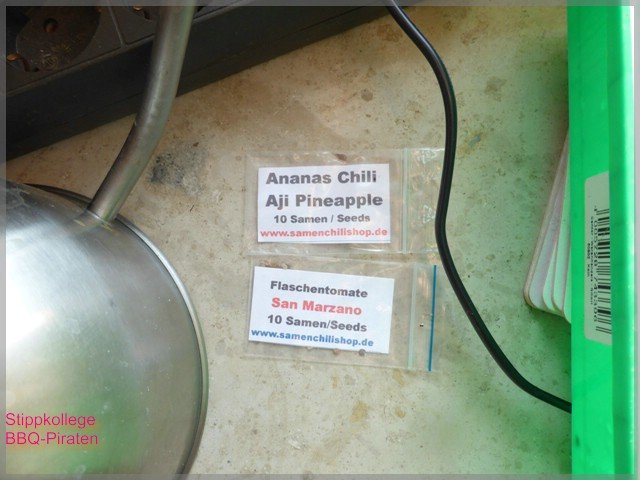 Ananas Chili
Aji Pineapple
10 Samen / Seeds
www.samenchilishop.de
Flaschentomate
San Marzano
10 Samen/Seeds
www.samenchilishop.de
Stippkollege
BBQ-Piraten